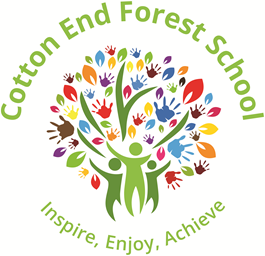 Cotton End Forest School
Inspire, Enjoy, Achieve